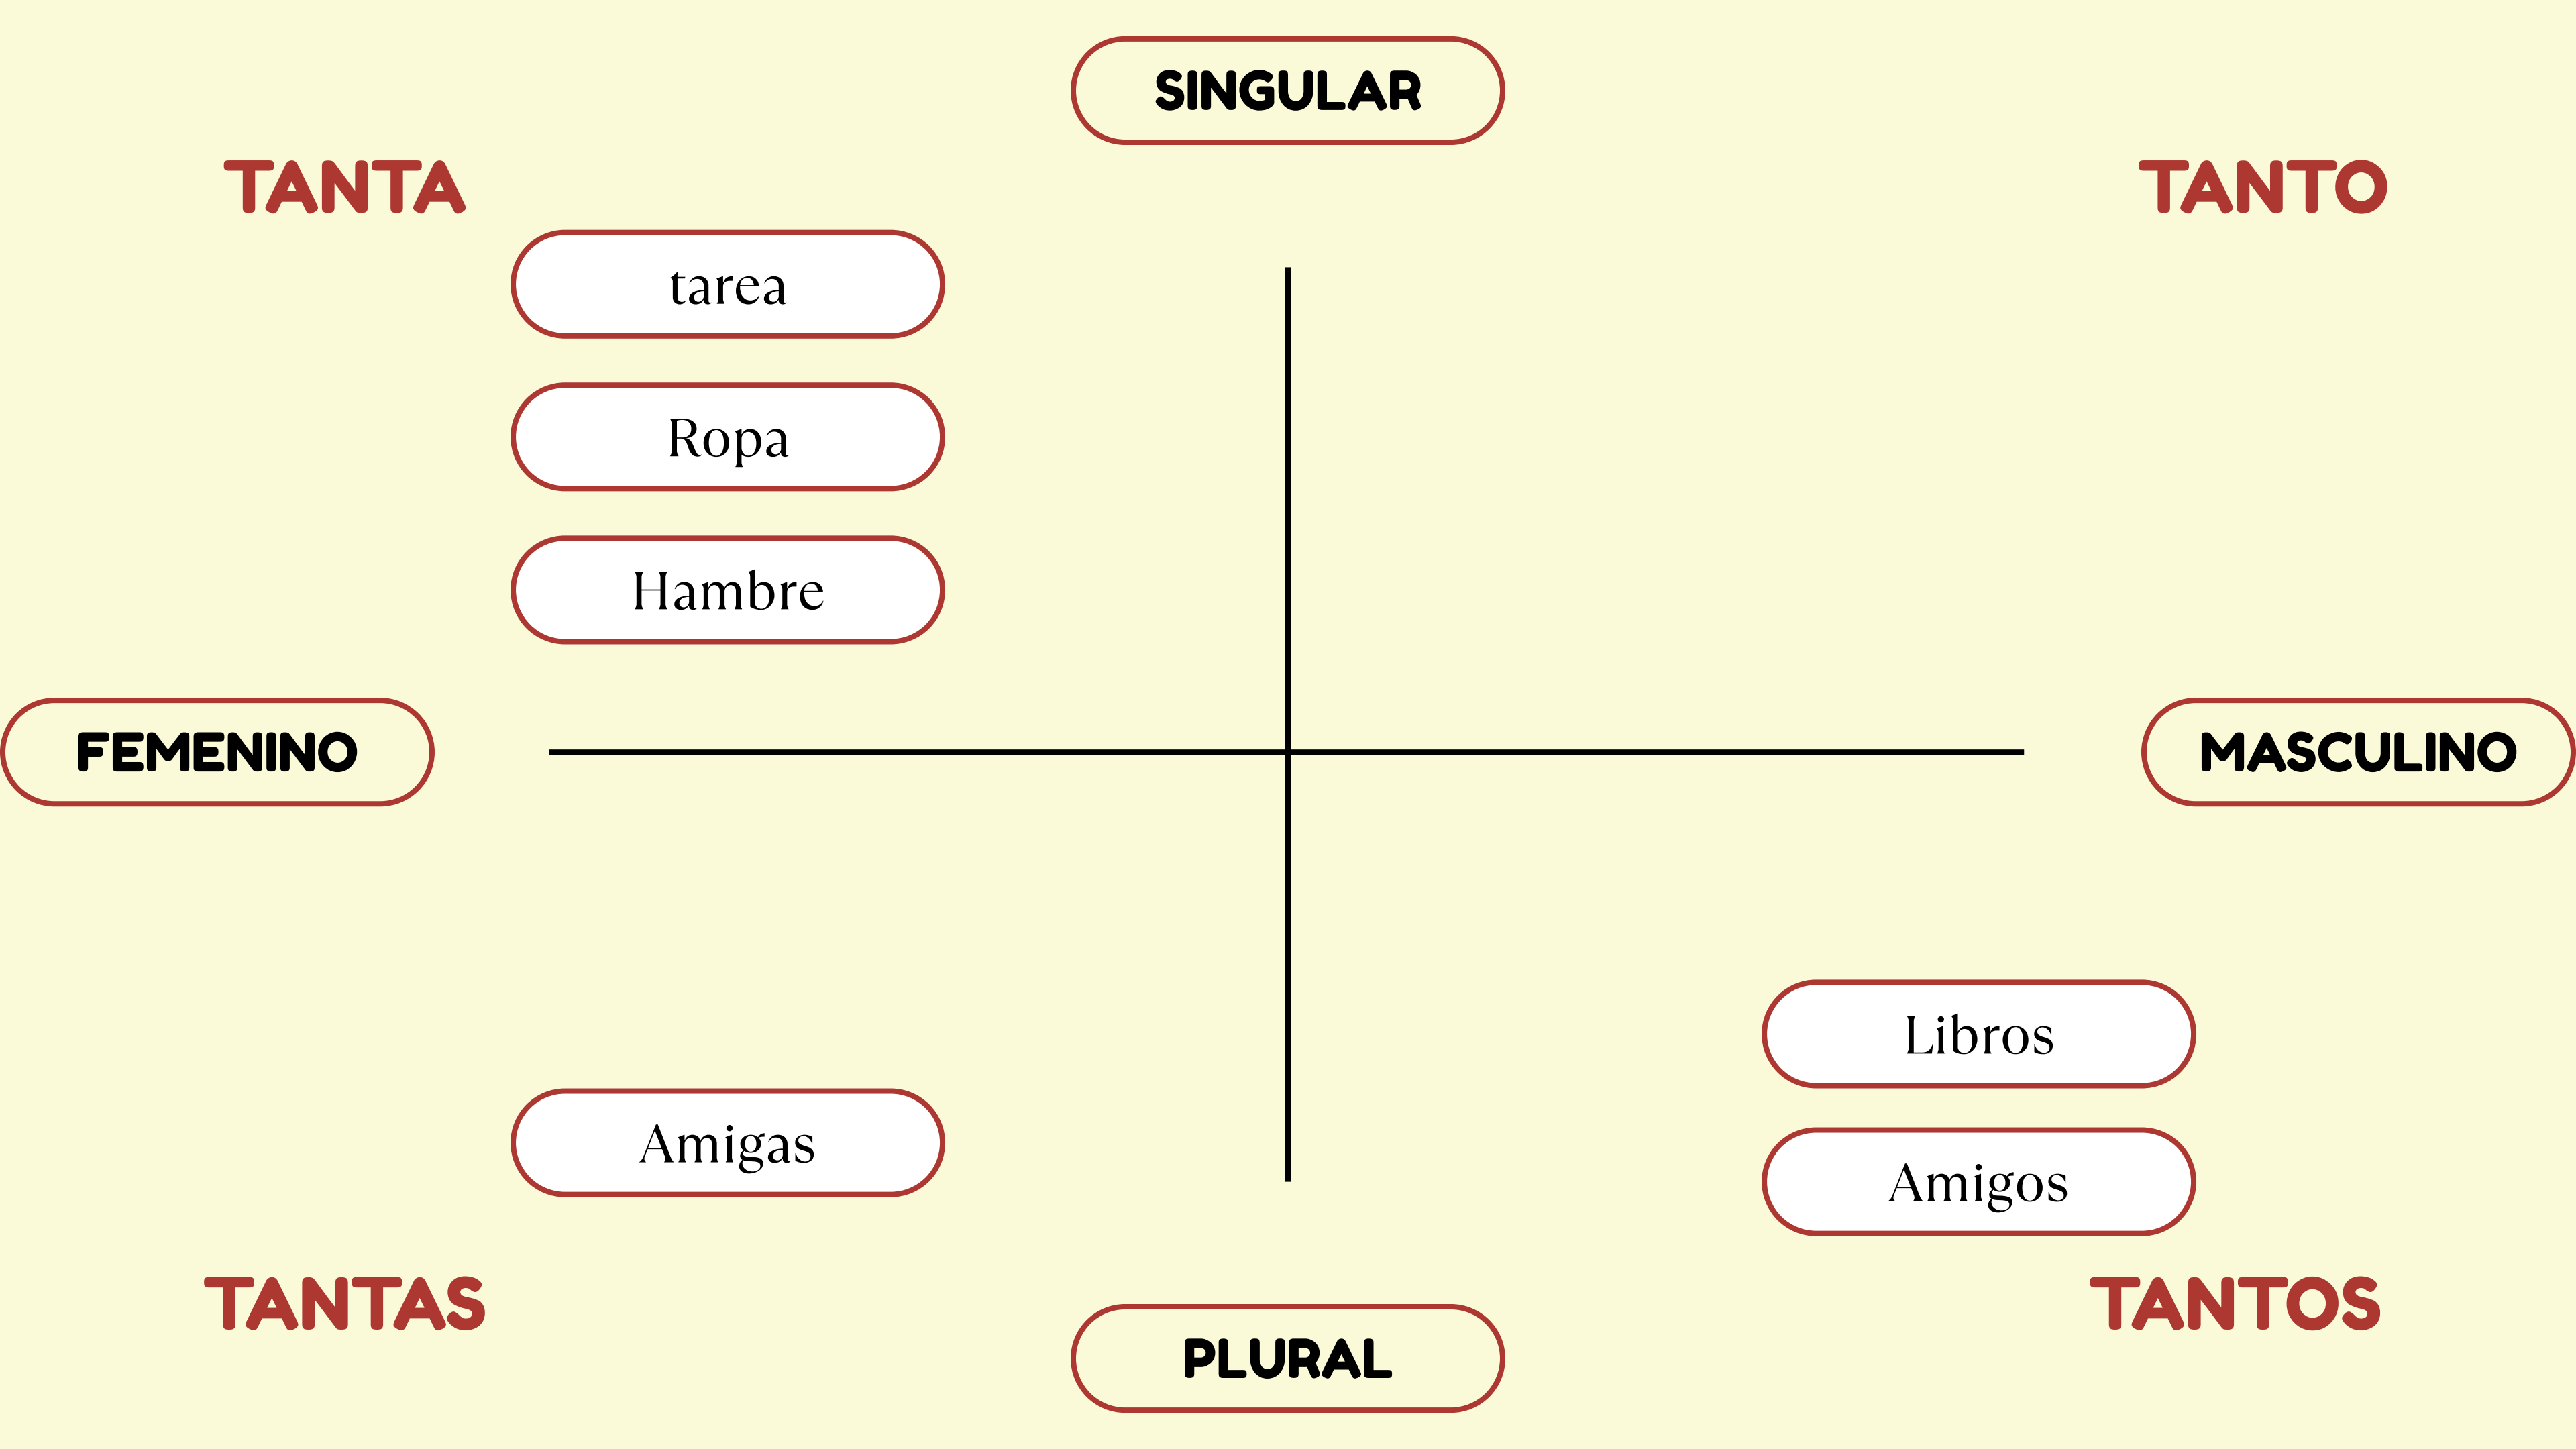 SINGULAR
TANTA
TANTO
tarea
Ropa
Hambre
FEMENINO
MASCULINO
Libros
Amigas
Amigos
TANTAS
TANTOS
PLURAL